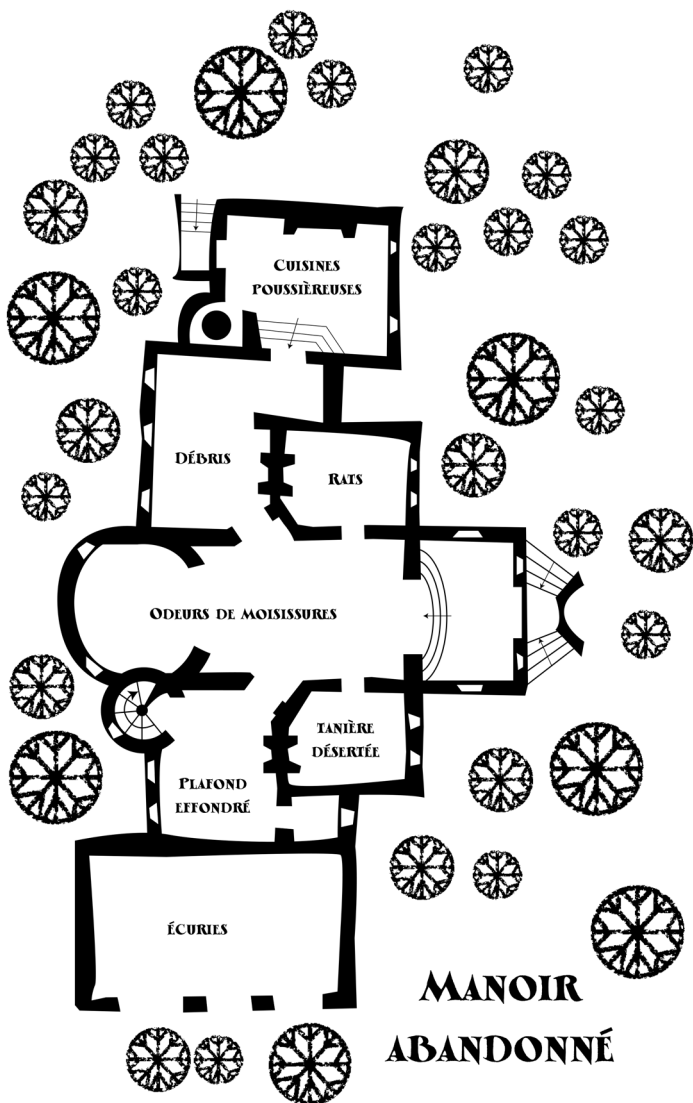 Cuisines
poussièreuses
Débris
Rats
Odeurs de moisissures
tanière
désertée
Plafond
effondré
écuries
Manoir
abandonné